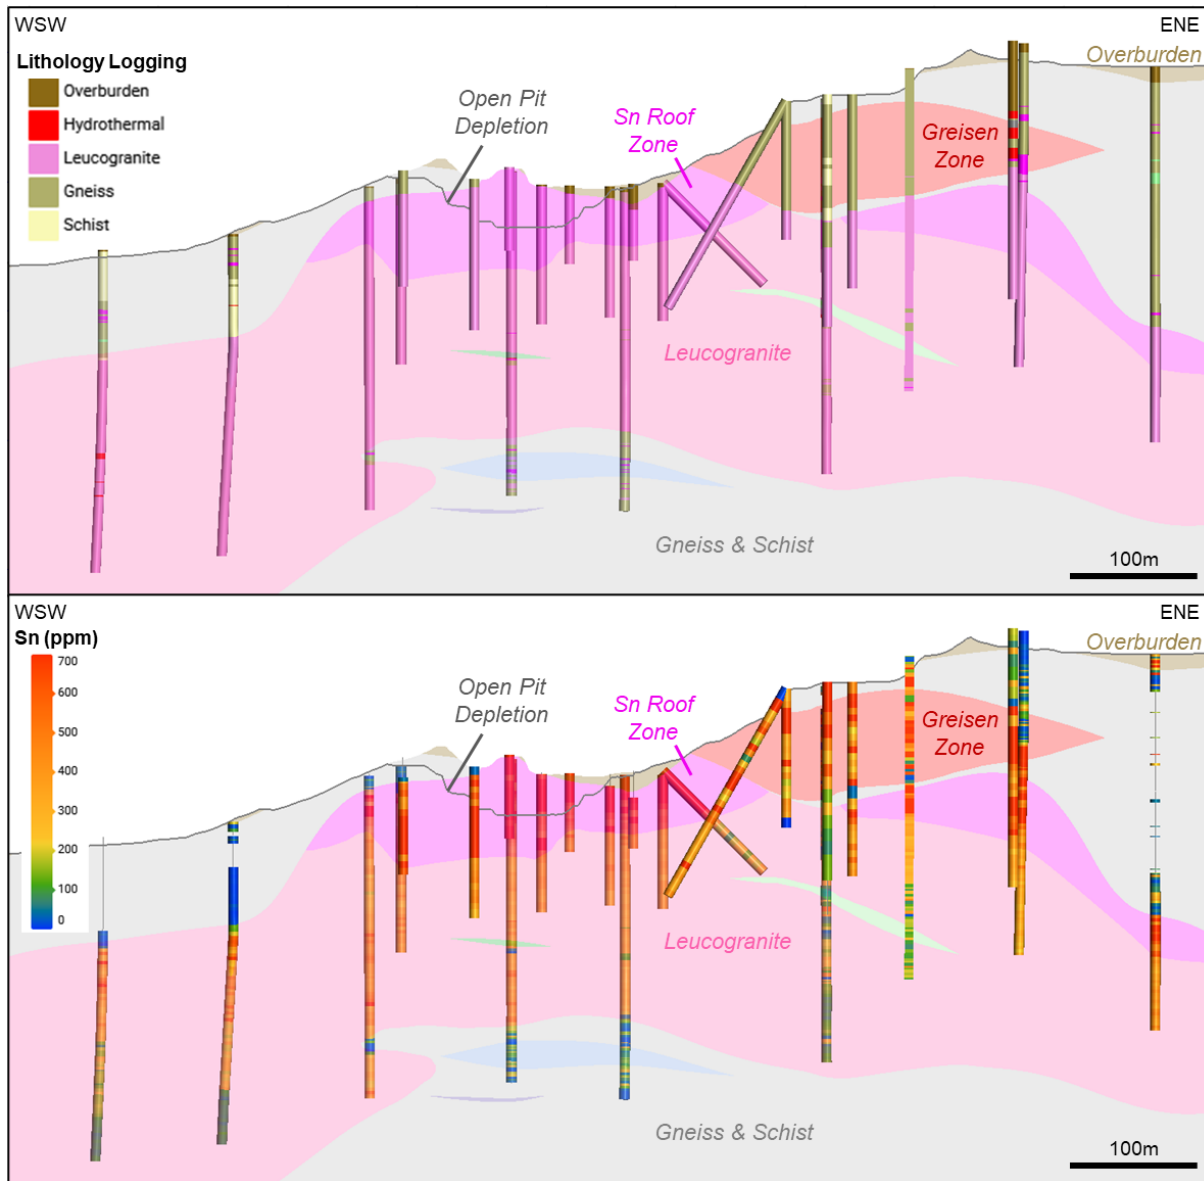 WSW
ENE
Lithology Logging
Overburden
Hydrothermal
Leucogranite
Gneiss
Schist
Open Pit
Depletion
Sn Roof
Zone
Greisen
Zone
Overburden
Leucogranite
Gneiss & Schist
100m
WSW
ENE
Sn (ppm)
700
600
500
400
300
200
100
0
Open Pit
Depletion
Sn Roof
Zone
Greisen
Zone
Overburden
Leucogranite
Gneiss & Schist
100m